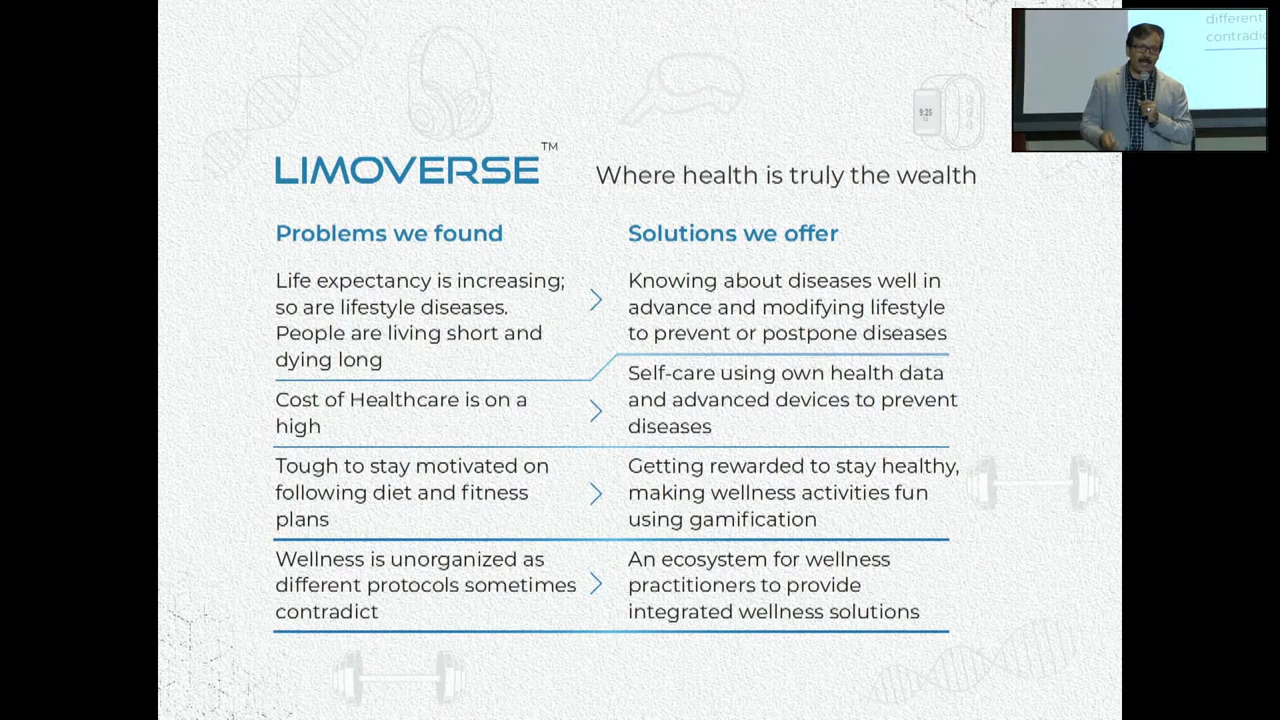 different
contradic
9:25
LIMOVERSE™
Where health is truly the wealth
Problems we found
Solutions we offer
Life expectancy is increasing;
so are lifestyle diseases.
People are living short and
dying long
Knowing about diseases well in
advance and modifying lifestyle
to prevent or postpone diseases
Cost of Healthcare is on a
high
Self-care using own health data
and advanced devices to prevent
diseases
Tough to stay motivated on
following diet and fitness
plans
Getting rewarded to stay healthy,
making wellness activities fun
using gamification
Wellness is unorganized as
different protocols sometimes
contradict
An ecosystem for wellness
practitioners to provide
integrated wellness solutions